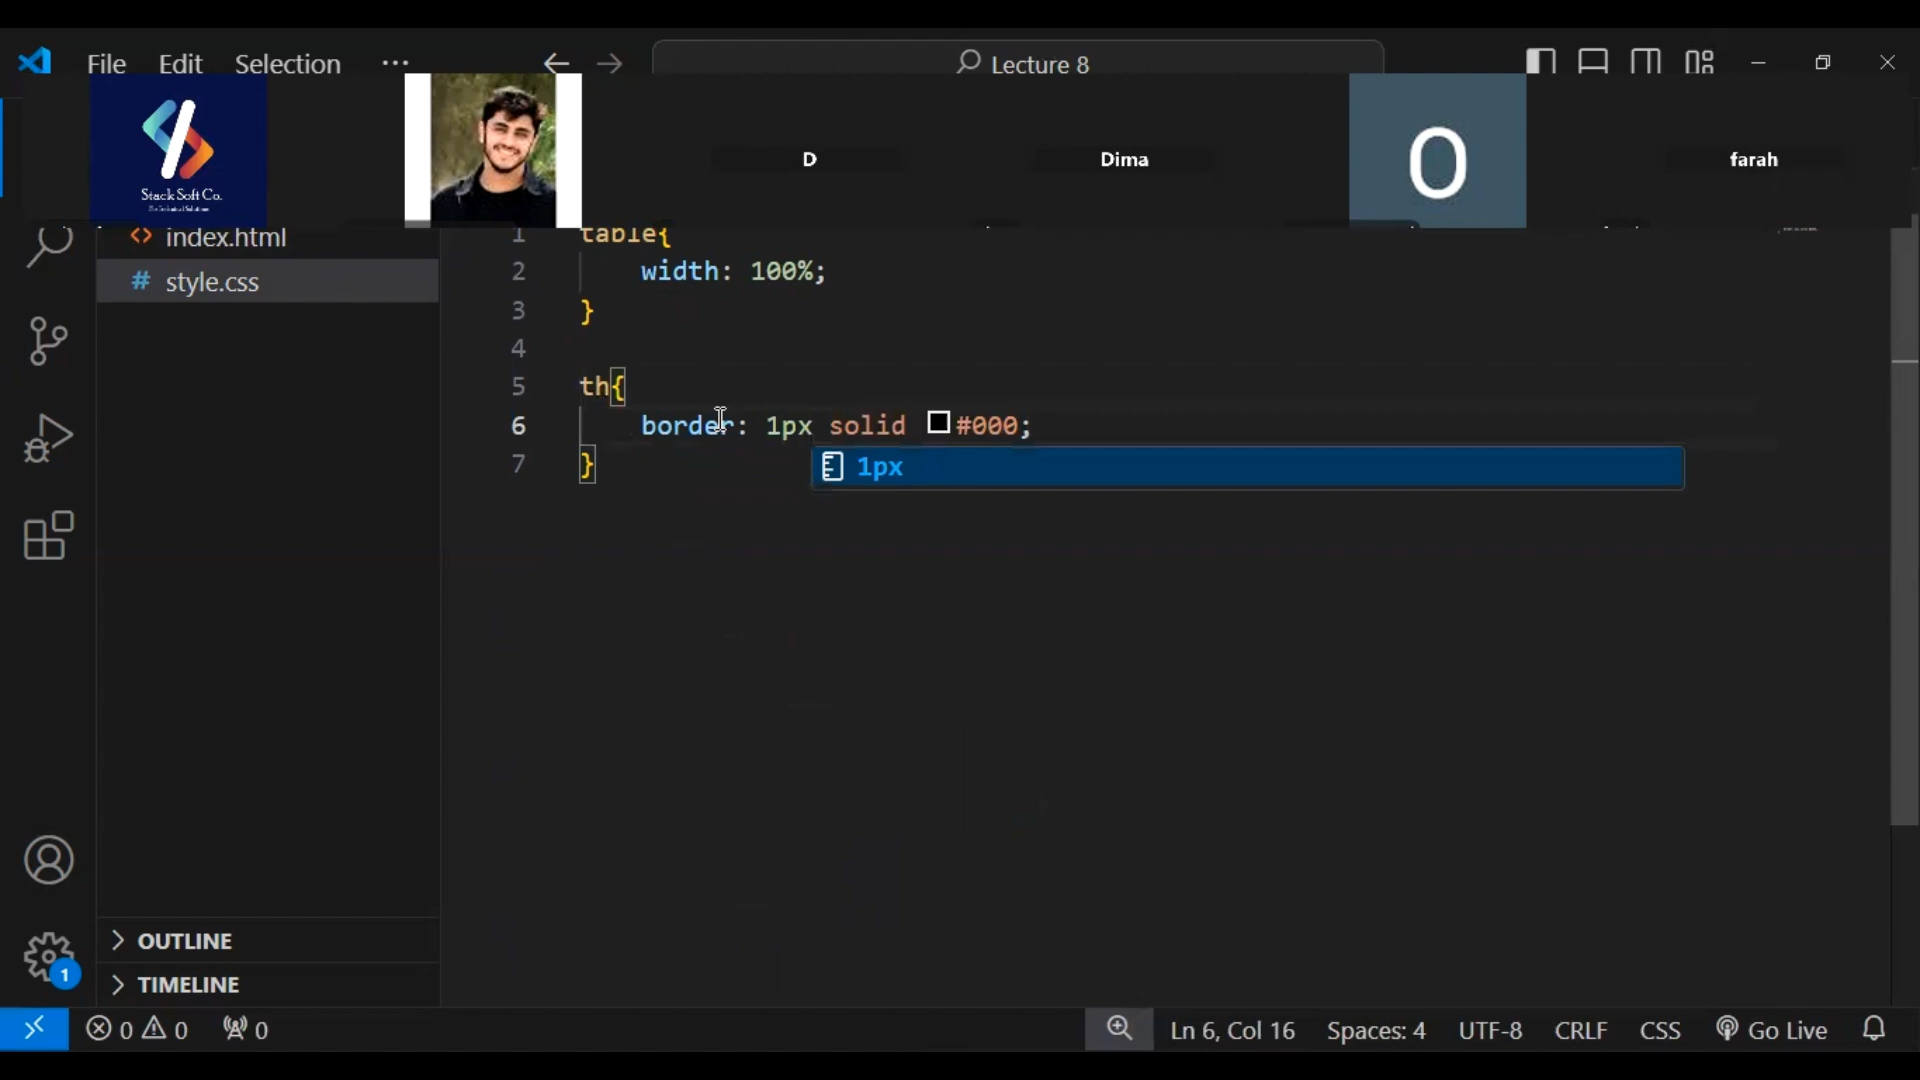 File Edit Selection ...
Lecture 8
Stack Soft Co.
D
Dima
O
farah
index.html
# style.css
1 table{
2 width: 100%;
3 }
4
5 th{
6 border: 1px solid #000;
7 }
1px
OUTLINE
TIMELINE
1
0 0 0
Ln 6, Col 16 Spaces: 4 UTF-8 CRLF CSS Go Live